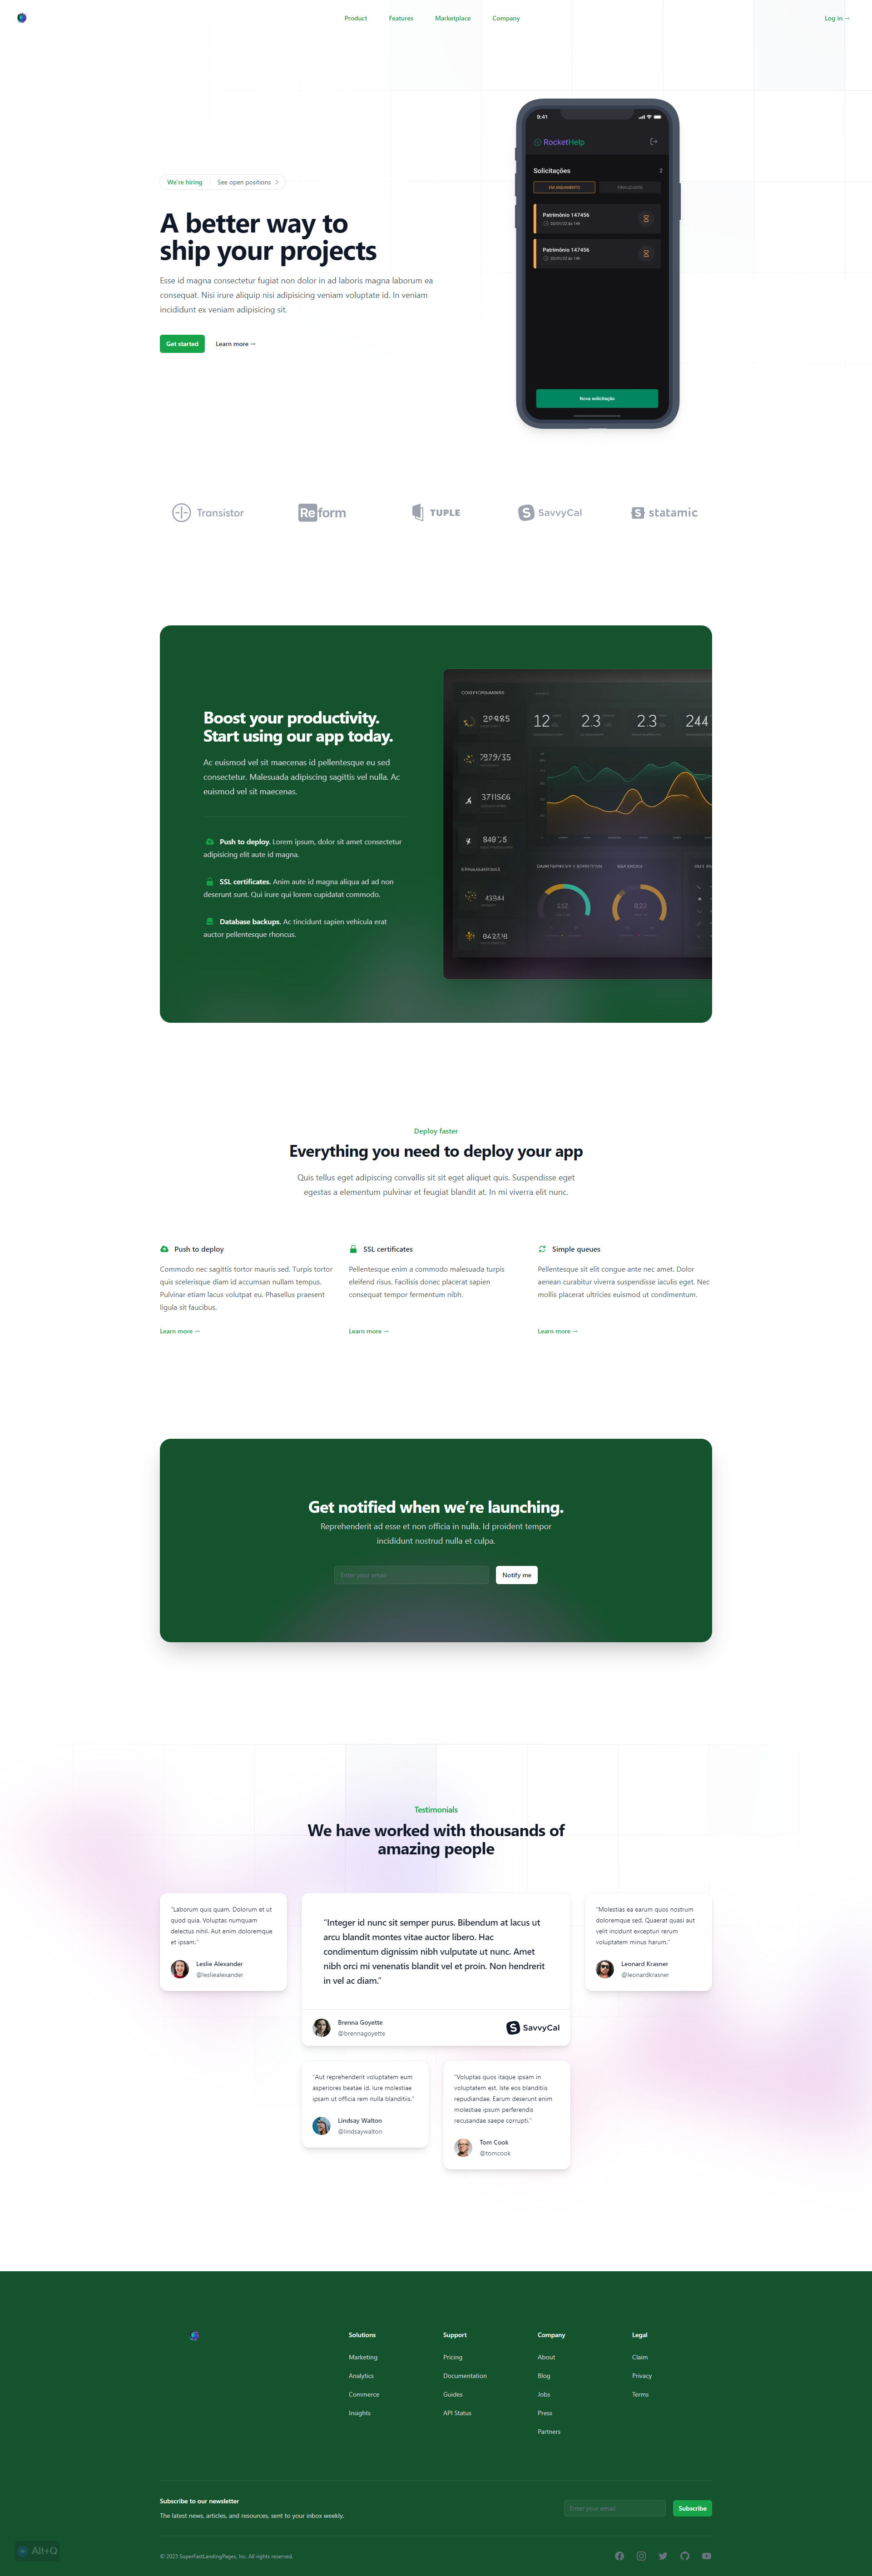 Product Features Marketplace Company Log in →
We're hiring See open positions
A better way to
ship your projects
Esse id magna consectetur fugiat non dolor in ad laboris magna laborum ea
consequat. Nisi irure aliquip nisi adipisicing veniam voluptate id. In veniam
incididunt ex veniam adipisicing sit.
Get started Learn more →
9:41
RocketHelp
Solicitações 2
EM ANDAMENTO FINALIZADOS
Patrimônio 147456
20/01/22 às 14h
Patrimônio 147456
20/01/22 às 14h
Nova solicitação
Transistor Reform TUPLE SavvyCal statamic
Boost your productivity.
Start using our app today.
Ac euismod vel sit maecenas id pellentesque eu sed
consectetur. Malesuada adipiscing sagittis vel nulla. Ac
euismod vel sit maecenas.
Push to deploy. Lorem ipsum, dolor sit amet consectetur
adipisicing elit aute id magna.
SSL certificates. Anim aute id magna aliqua ad ad non
deserunt sunt. Qui irure qui lorem cupidatat commodo.
Database backups. Ac tincidunt sapien vehicula erat
auctor pellentesque rhoncus.
12 2.3 2.3 244
Deploy faster
Everything you need to deploy your app
Quis tellus eget adipiscing convallis sit sit eget aliquet quis. Suspendisse eget
egestas a elementum pulvinar et feugiat blandit at. In mi viverra elit nunc.
Push to deploy
Commodo nec sagittis tortor mauris sed. Turpis tortor
quis scelerisque diam id accumsan nullam tempus.
Pulvinar etiam lacus volutpat eu. Phasellus praesent
ligula sit faucibus.
Learn more →
SSL certificates
Pellentesque enim a commodo malesuada turpis
eleifend risus. Facilisis donec placerat sapien
consequat tempor fermentum nibh.
Learn more →
Simple queues
Pellentesque sit elit congue ante nec amet. Dolor
aenean curabitur viverra suspendisse iaculis eget. Nec
mollis placerat ultricies euismod ut condimentum.
Learn more →
Get notified when we're launching.
Reprehenderit ad esse et non officia in nulla. Id proident tempor
incididunt nostrud nulla et culpa.
Enter your email Notify me
Testimonials
We have worked with thousands of
amazing people
"Laborum quis quam. Dolorum et ut
quod quia. Voluptas numquam
delectus nihil. Aut enim doloremque
et ipsam."
Leslie Alexander
@lesliealexander
"Integer id nunc sit semper purus. Bibendum at lacus ut
arcu blandit montes vitae auctor libero. Hac
condimentum dignissim nibh vulputate ut nunc. Amet
nibh orci mi venenatis blandit vel et proin. Non hendrerit
in vel ac diam."
Brenna Goyette
@brennagoyette
SavvyCal
"Molestias ea earum quos nostrum
doloremque sed. Quaerat quasi aut
velit incidunt excepturi rerum
voluptatem minus harum."
Leonard Krasner
@leonardkrasner
"Aut reprehenderit voluptatem eum
asperiores beatae id. Iure molestiae
ipsam ut officia rem nulla blanditiis."
Lindsay Walton
@lindsaywalton
"Voluptas quos itaque ipsam in
voluptatem est. Iste eos blanditiis
repudiandae. Earum deserunt enim
molestiae ipsum perferendis
recusandae saepe corrupti."
Tom Cook
@tomcook
Solutions
Marketing
Analytics
Commerce
Insights
Support
Pricing
Documentation
Guides
API Status
Company
About
Blog
Jobs
Press
Partners
Legal
Claim
Privacy
Terms
Subscribe to our newsletter
The latest news, articles, and resources, sent to your inbox weekly.
Enter your email Subscribe
Alt+Q
© 2023 SuperFastLandingPages, Inc. All rights reserved.